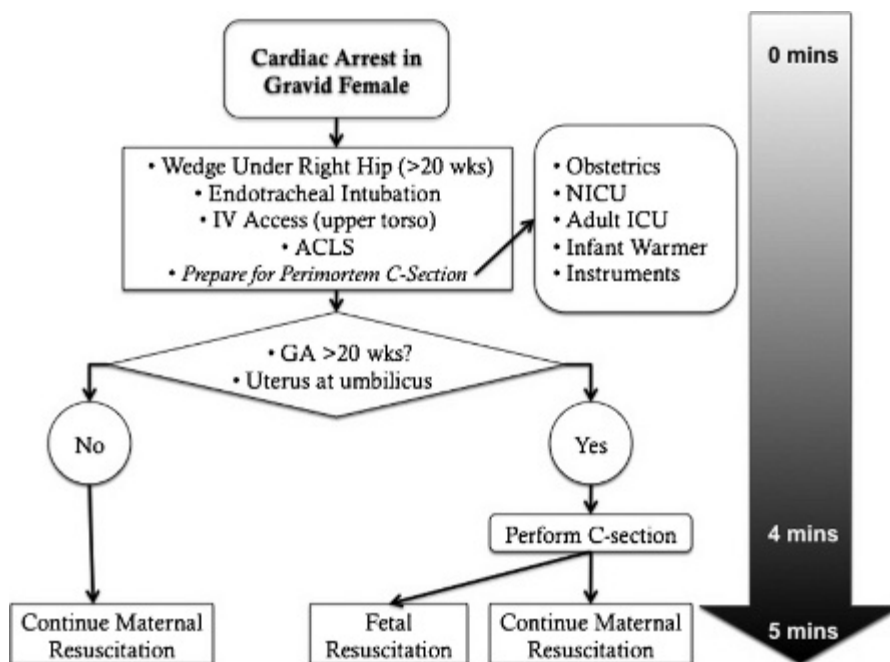 Cardiac Arrest in
Gravid Female
0 mins
• Wedge Under Right Hip (>20 wks)
• Endotracheal Intubation
• IV Access (upper torso)
• ACLS
• Prepare for Perimortem C-Section
• Obstetrics
• NICU
• Adult ICU
• Infant Warmer
• Instruments
• GA >20 wks?
• Uterus at umbilicus
No
Yes
Perform C-section
4 mins
Continue Maternal
Resuscitation
Fetal
Resuscitation
Continue Maternal
Resuscitation
5 mins